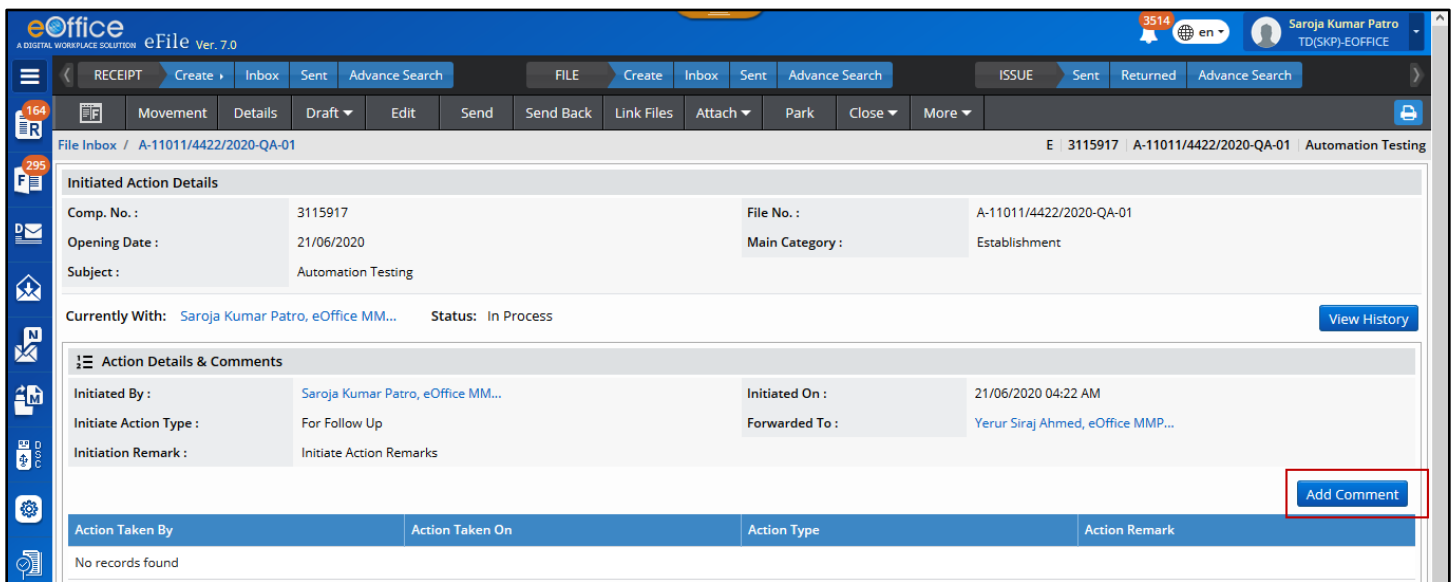 eOffice
A DIGITAL WORKPLACE SOLUTION eFile Ver. 7.0
3514 en Saroja Kumar Patro
TD(SKP)-EOFFICE
RECEIPT Create Inbox Sent Advance Search FILE Create Inbox Sent Advance Search ISSUE Sent Returned Advance Search
164 R
F Movement Details Draft Edit Send Send Back Link Files Attach Park Close More
File Inbox / A-11011/4422/2020-QA-01 E 3115917 A-11011/4422/2020-QA-01 Automation Testing
295 F
Initiated Action Details
Comp. No. : 3115917 File No. : A-11011/4422/2020-QA-01
D
Opening Date : 21/06/2020 Main Category : Establishment
Subject : Automation Testing
Currently With: Saroja Kumar Patro, eOffice MM... Status: In Process View History
N
Action Details & Comments
Initiated By : Saroja Kumar Patro, eOffice MM... Initiated On : 21/06/2020 04:22 AM
M
Initiate Action Type : For Follow Up Forwarded To : Yerur Siraj Ahmed, eOffice MMP...
DSC
Initiation Remark : Initiate Action Remarks
Add Comment
Action Taken By Action Taken On Action Type Action Remark
No records found